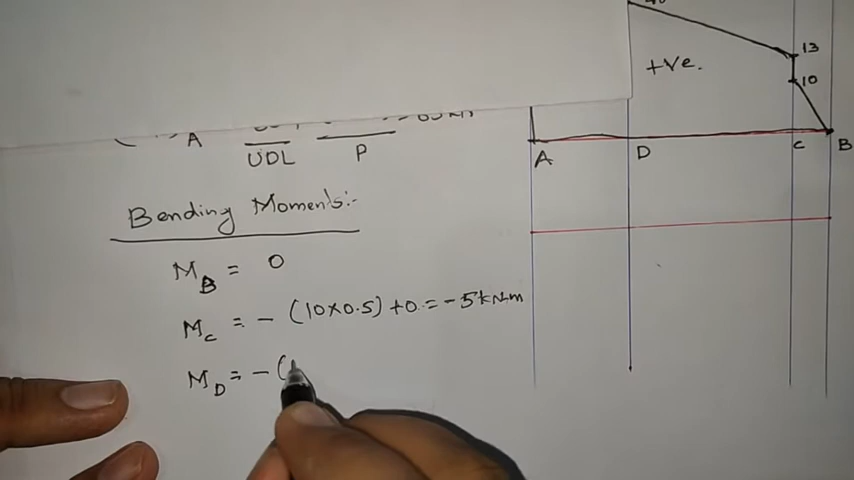 +ve.
13
10
A
UDL
P
A D C B
Bending Moments:-
M_B = 0
M_C = - (10×0.5) + 0 = - 5 kN.m
M_D = - (